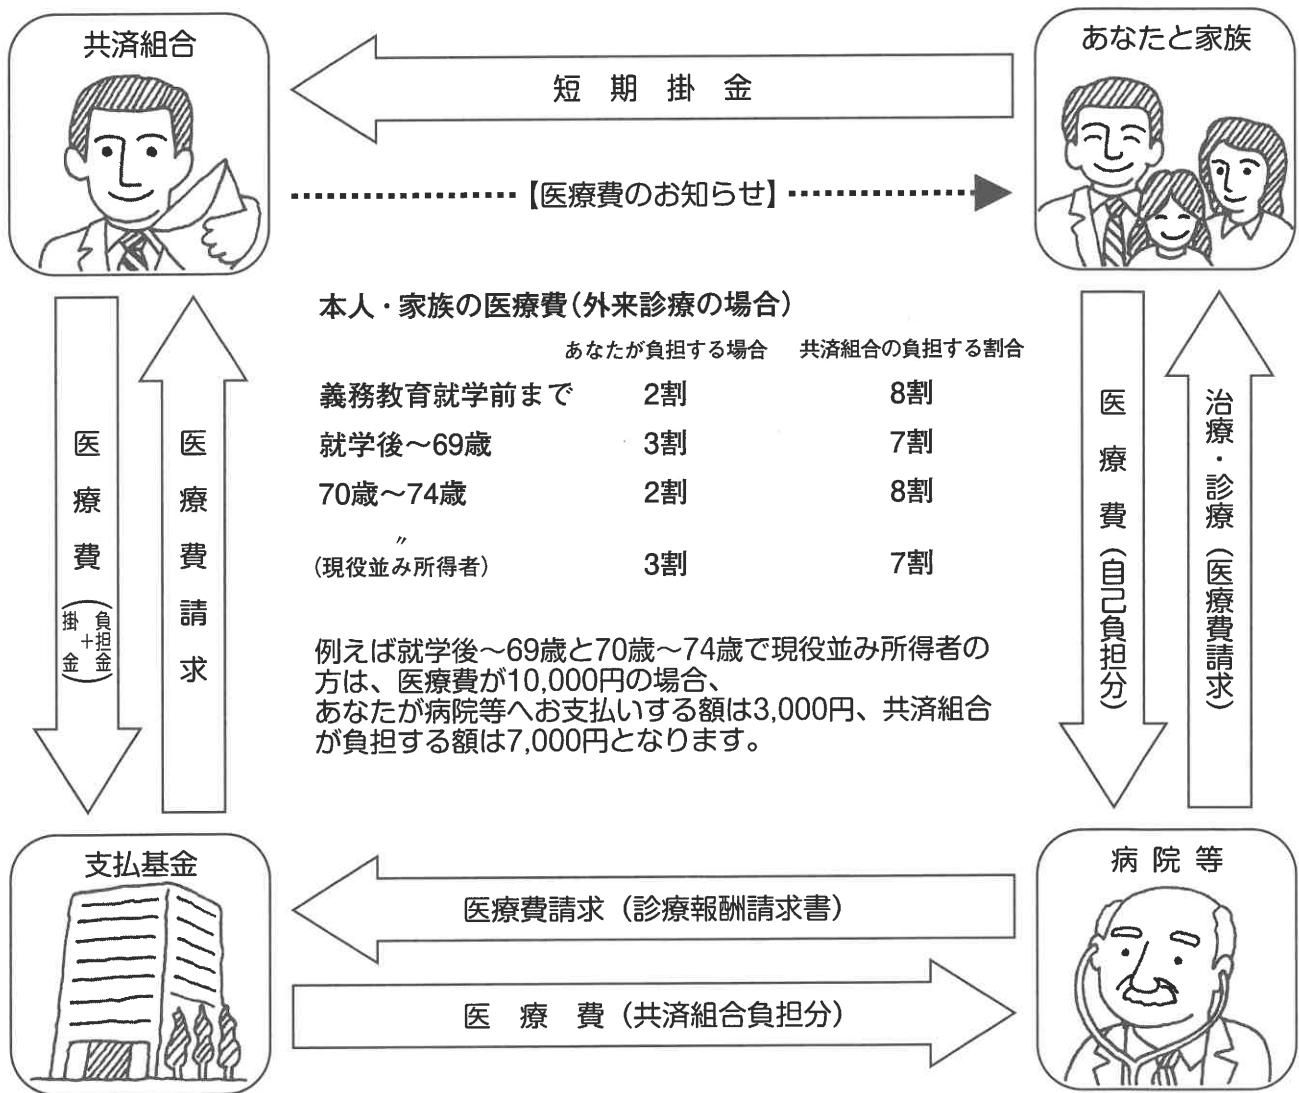 共済組合
あなたと家族
短期掛金
【医療費のお知らせ】
本人・家族の医療費(外来診療の場合)
あなたが負担する場合 共済組合の負担する割合
義務教育就学前まで 2割 8割
就学後～69歳 3割 7割
70歳～74歳 2割 8割
〃
(現役並み所得者) 3割 7割
例えば就学後～69歳と70歳～74歳で現役並み所得者の
方は、医療費が10,000円の場合、
あなたが病院等へお支払いする額は3,000円、共済組合
が負担する額は7,000円となります。
医療費(掛金+負担金)
医療費請求
医療費(自己負担分)
治療・診療(医療費請求)
支払基金
病院等
医療費請求(診療報酬請求書)
医療費(共済組合負担分)